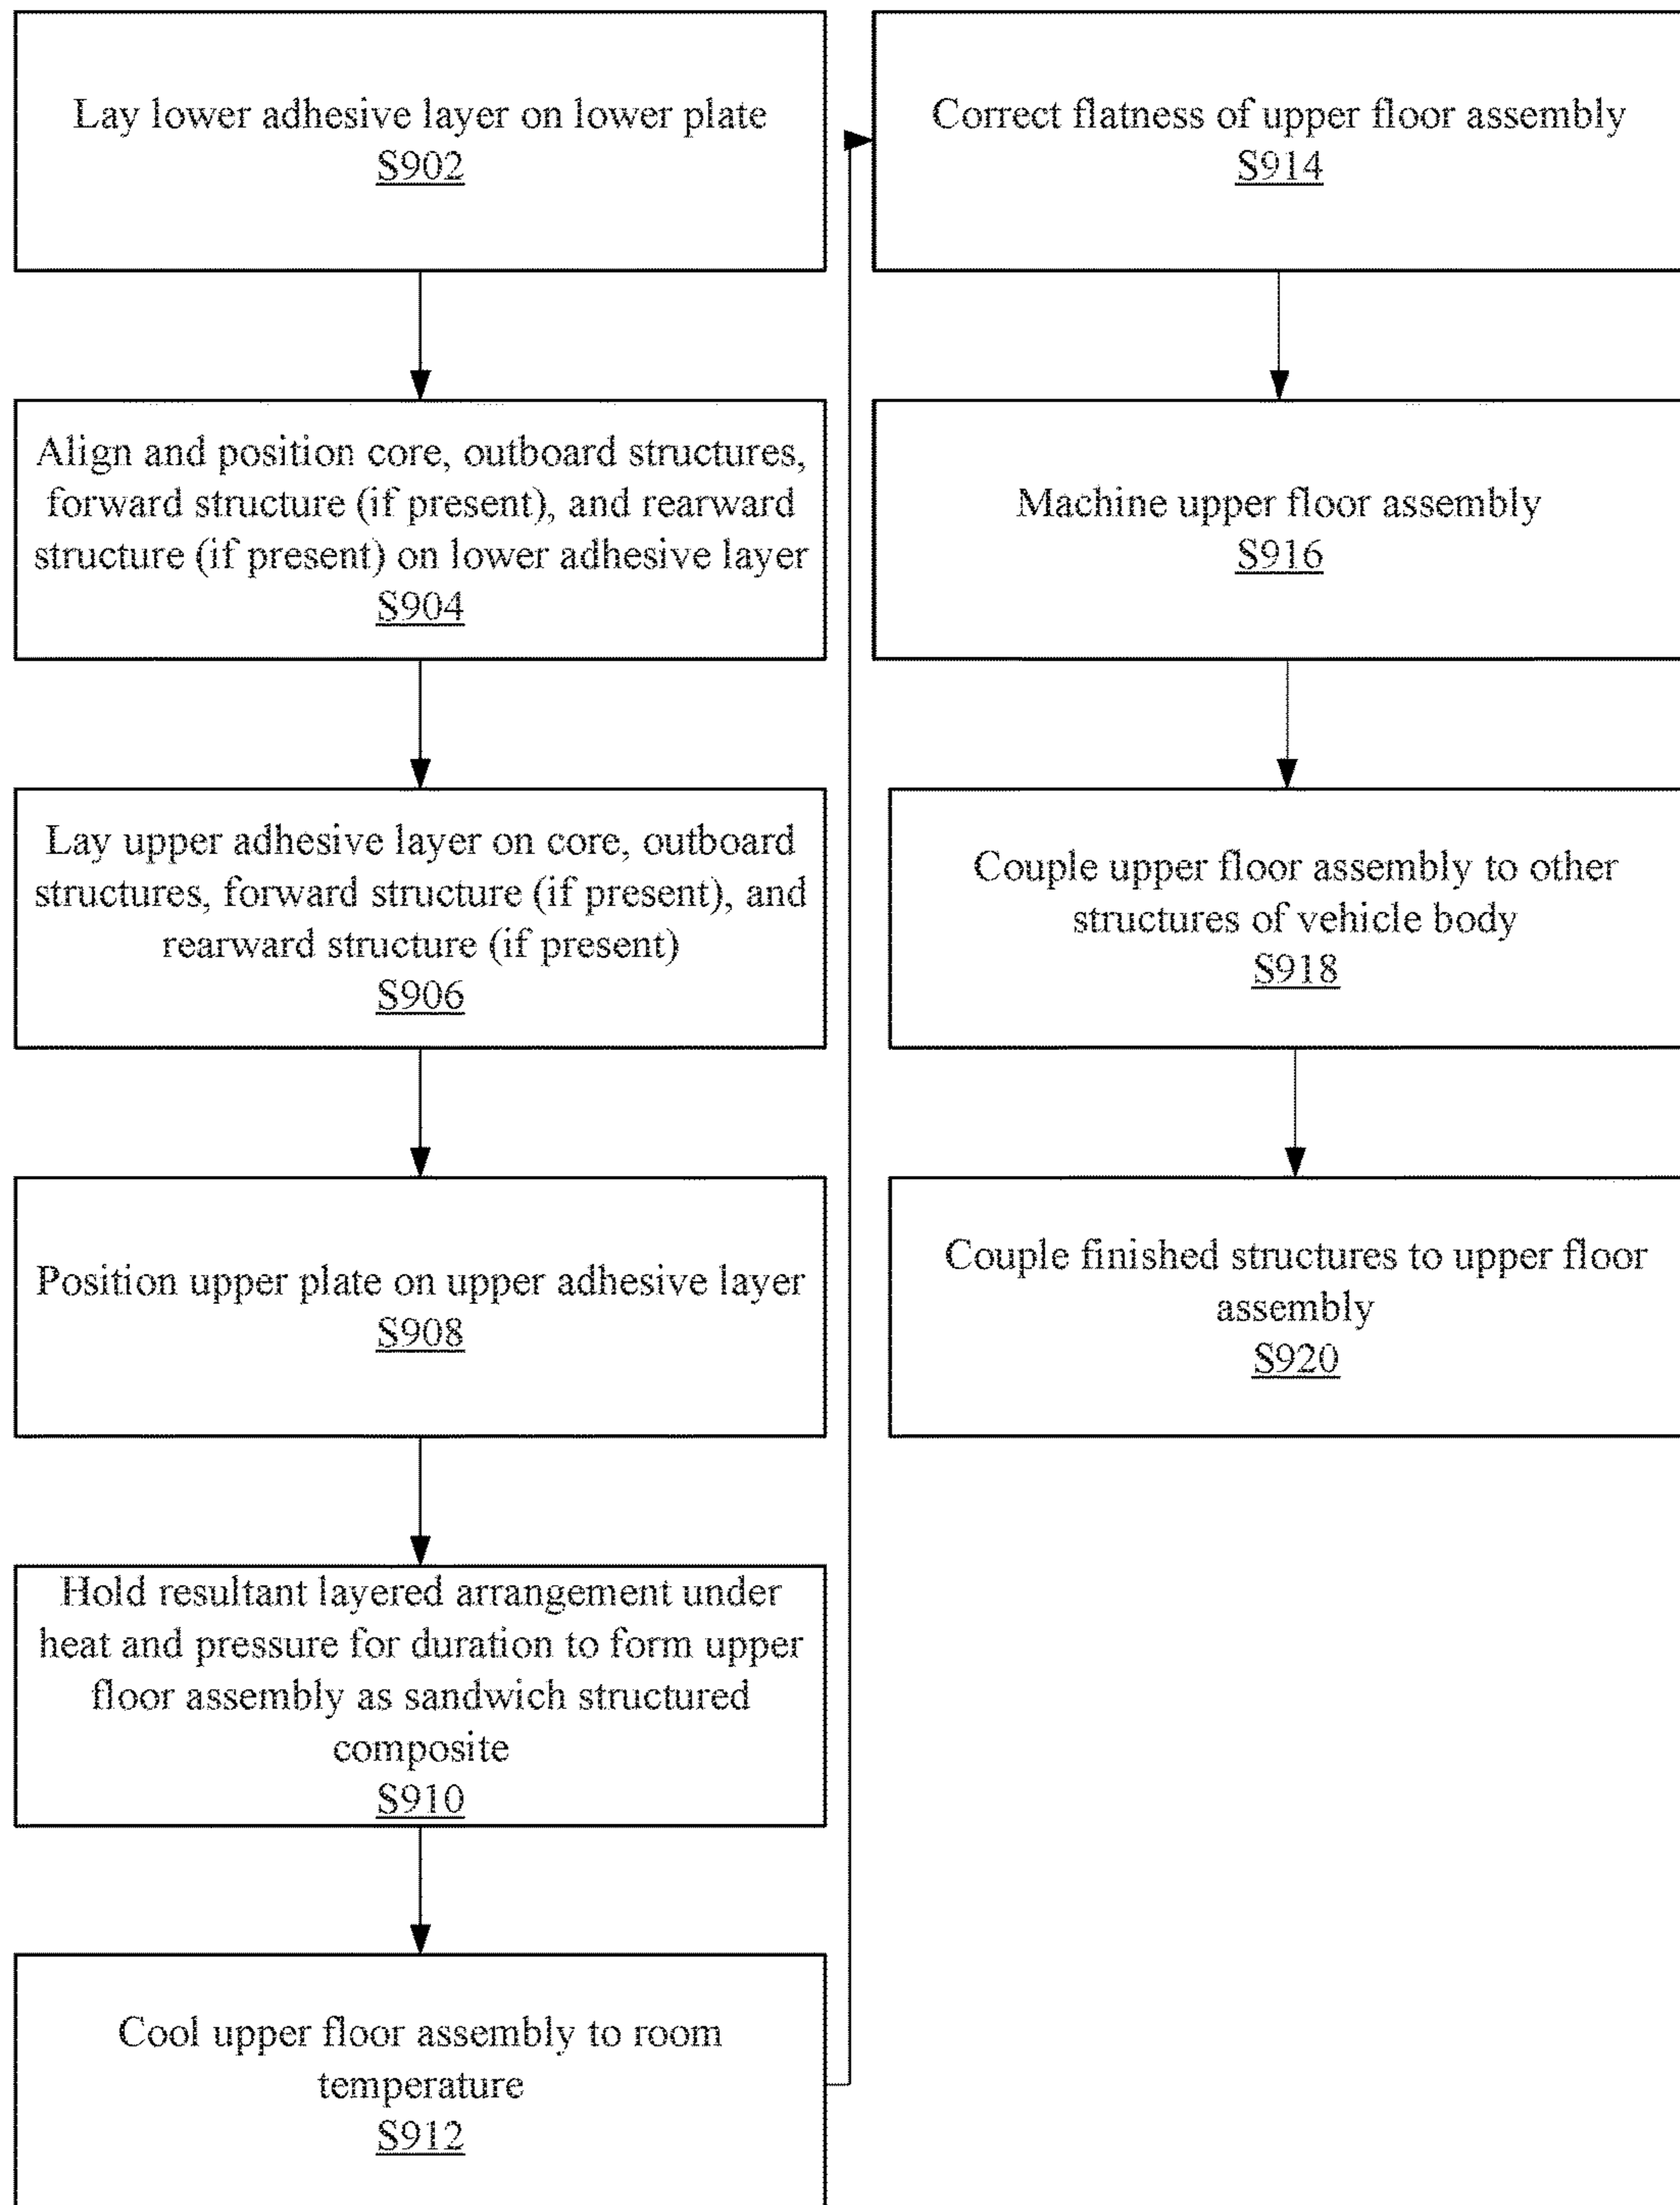 Lay lower adhesive layer on lower plate
S902
Align and position core, outboard structures,
forward structure (if present), and rearward
structure (if present) on lower adhesive layer
S904
Lay upper adhesive layer on core, outboard
structures, forward structure (if present), and
rearward structure (if present)
S906
Position upper plate on upper adhesive layer
S908
Hold resultant layered arrangement under
heat and pressure for duration to form upper
floor assembly as sandwich structured
composite
S910
Cool upper floor assembly to room
temperature
S912
Correct flatness of upper floor assembly
S914
Machine upper floor assembly
S916
Couple upper floor assembly to other
structures of vehicle body
S918
Couple finished structures to upper floor
assembly
S920